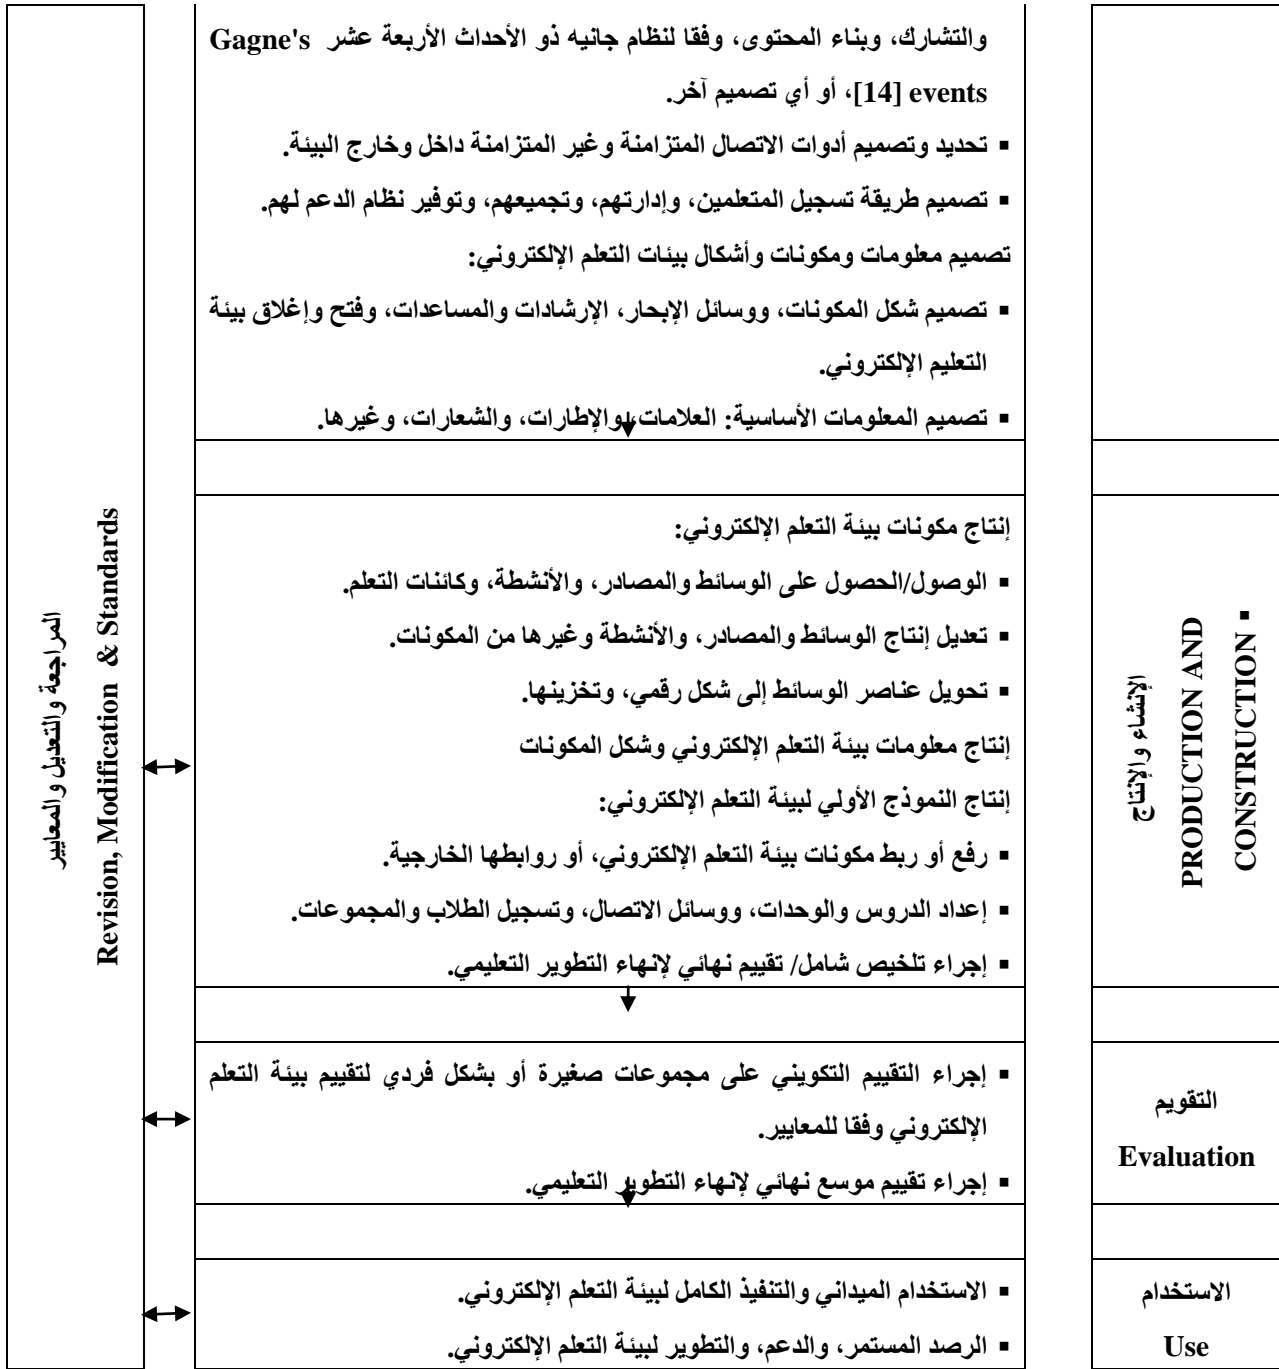 والتشارك، وبناء المحتوى، وفقا لنظام جانيه ذو الأحداث الأربعة عشر Gagne's
events [14]، أو أي تصميم آخر.
▪ تحديد وتصميم أدوات الاتصال المتزامنة وغير المتزامنة داخل وخارج البيئة.
▪ تصميم طريقة تسجيل المتعلمين، وإدارتهم، وتجميعهم، وتوفير نظام الدعم لهم.
تصميم معلومات ومكونات وأشكال بيئات التعلم الإلكتروني:
▪ تصميم شكل المكونات، ووسائل الإبحار، الإرشادات والمساعدات، وفتح وإغلاق بيئة
التعليم الإلكتروني.
▪ تصميم المعلومات الأساسية: العلامات، والإطارات، والشعارات، وغيرها.
▪
الإنشاء والإنتاج
PRODUCTION AND
CONSTRUCTION
إنتاج مكونات بيئة التعلم الإلكتروني:
▪ الوصول/الحصول على الوسائط والمصادر، والأنشطة، وكائنات التعلم.
▪ تعديل إنتاج الوسائط والمصادر، والأنشطة وغيرها من المكونات.
▪ تحويل عناصر الوسائط إلى شكل رقمي، وتخزينها.
إنتاج معلومات بيئة التعلم الإلكتروني وشكل المكونات
إنتاج النموذج الأولي لبيئة التعلم الإلكتروني:
▪ رفع أو ربط مكونات بيئة التعلم الإلكتروني، أو روابطها الخارجية.
▪ إعداد الدروس والوحدات، ووسائل الاتصال، وتسجيل الطلاب والمجموعات.
▪ إجراء تلخيص شامل/ تقييم نهائي لإنهاء التطوير التعليمي.
التقويم
Evaluation
▪ إجراء التقييم التكويني على مجموعات صغيرة أو بشكل فردي لتقييم بيئة التعلم
الإلكتروني وفقا للمعايير.
▪ إجراء تقييم موسع نهائي لإنهاء التطوير التعليمي.
الاستخدام
Use
▪ الاستخدام الميداني والتنفيذ الكامل لبيئة التعلم الإلكتروني.
▪ الرصد المستمر، والدعم، والتطوير لبيئة التعلم الإلكتروني.
المراجعة والتعديل والمعايير
Revision, Modification & Standards